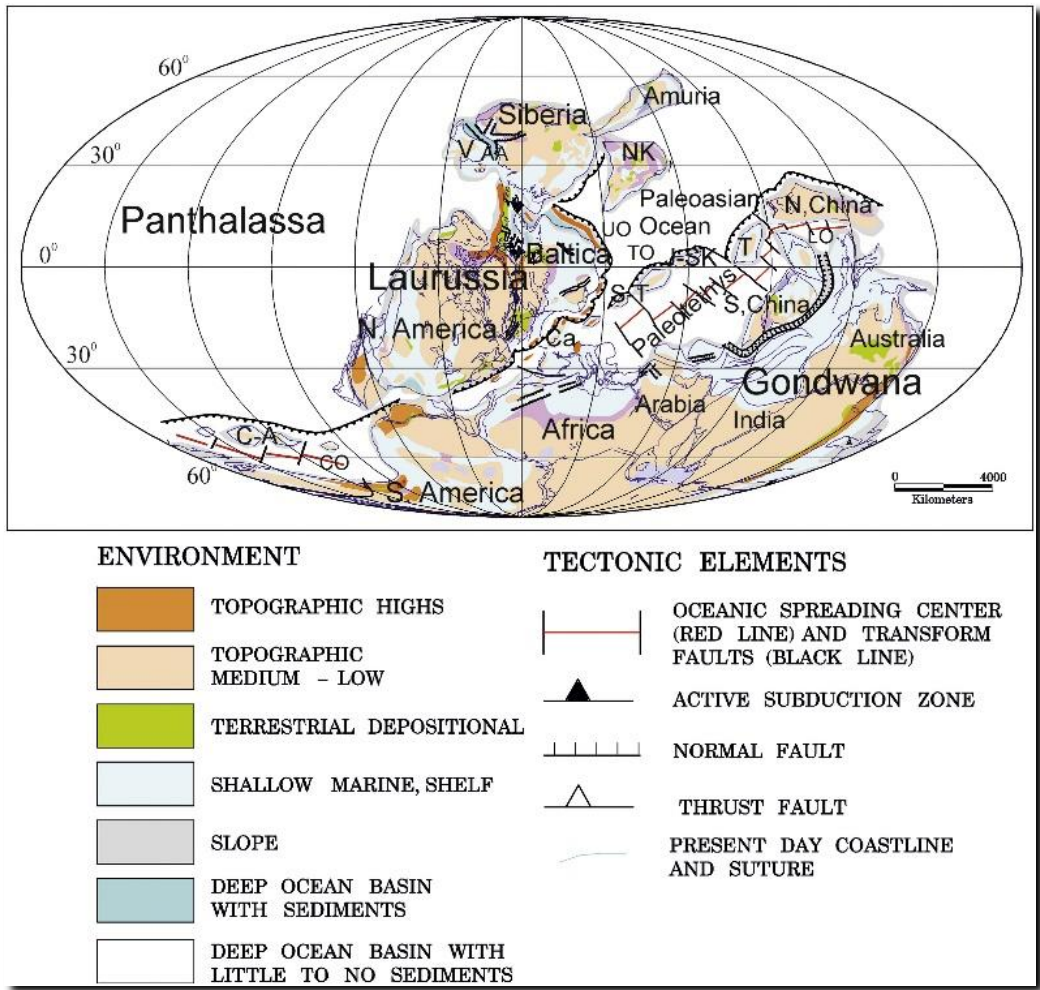 60°
Amuria
Siberia
V AA
NK
30°
Paleoasian
N.China
Panthalassa
UO Ocean
LO
T
0°
Baltica
TO
J-SK
Laurussia
S-T
Paleotethys
S.China
N. America
Ca
Australia
30°
Gondwana
Arabia
India
Africa
C-A
CO
60°
S. America
0 4000
Kilometers
ENVIRONMENT
TOPOGRAPHIC HIGHS
TOPOGRAPHIC
MEDIUM – LOW
TERRESTRIAL DEPOSITIONAL
SHALLOW MARINE, SHELF
SLOPE
DEEP OCEAN BASIN
WITH SEDIMENTS
DEEP OCEAN BASIN WITH
LITTLE TO NO SEDIMENTS
TECTONIC ELEMENTS
OCEANIC SPREADING CENTER
(RED LINE) AND TRANSFORM
FAULTS (BLACK LINE)
ACTIVE SUBDUCTION ZONE
NORMAL FAULT
THRUST FAULT
PRESENT DAY COASTLINE
AND SUTURE